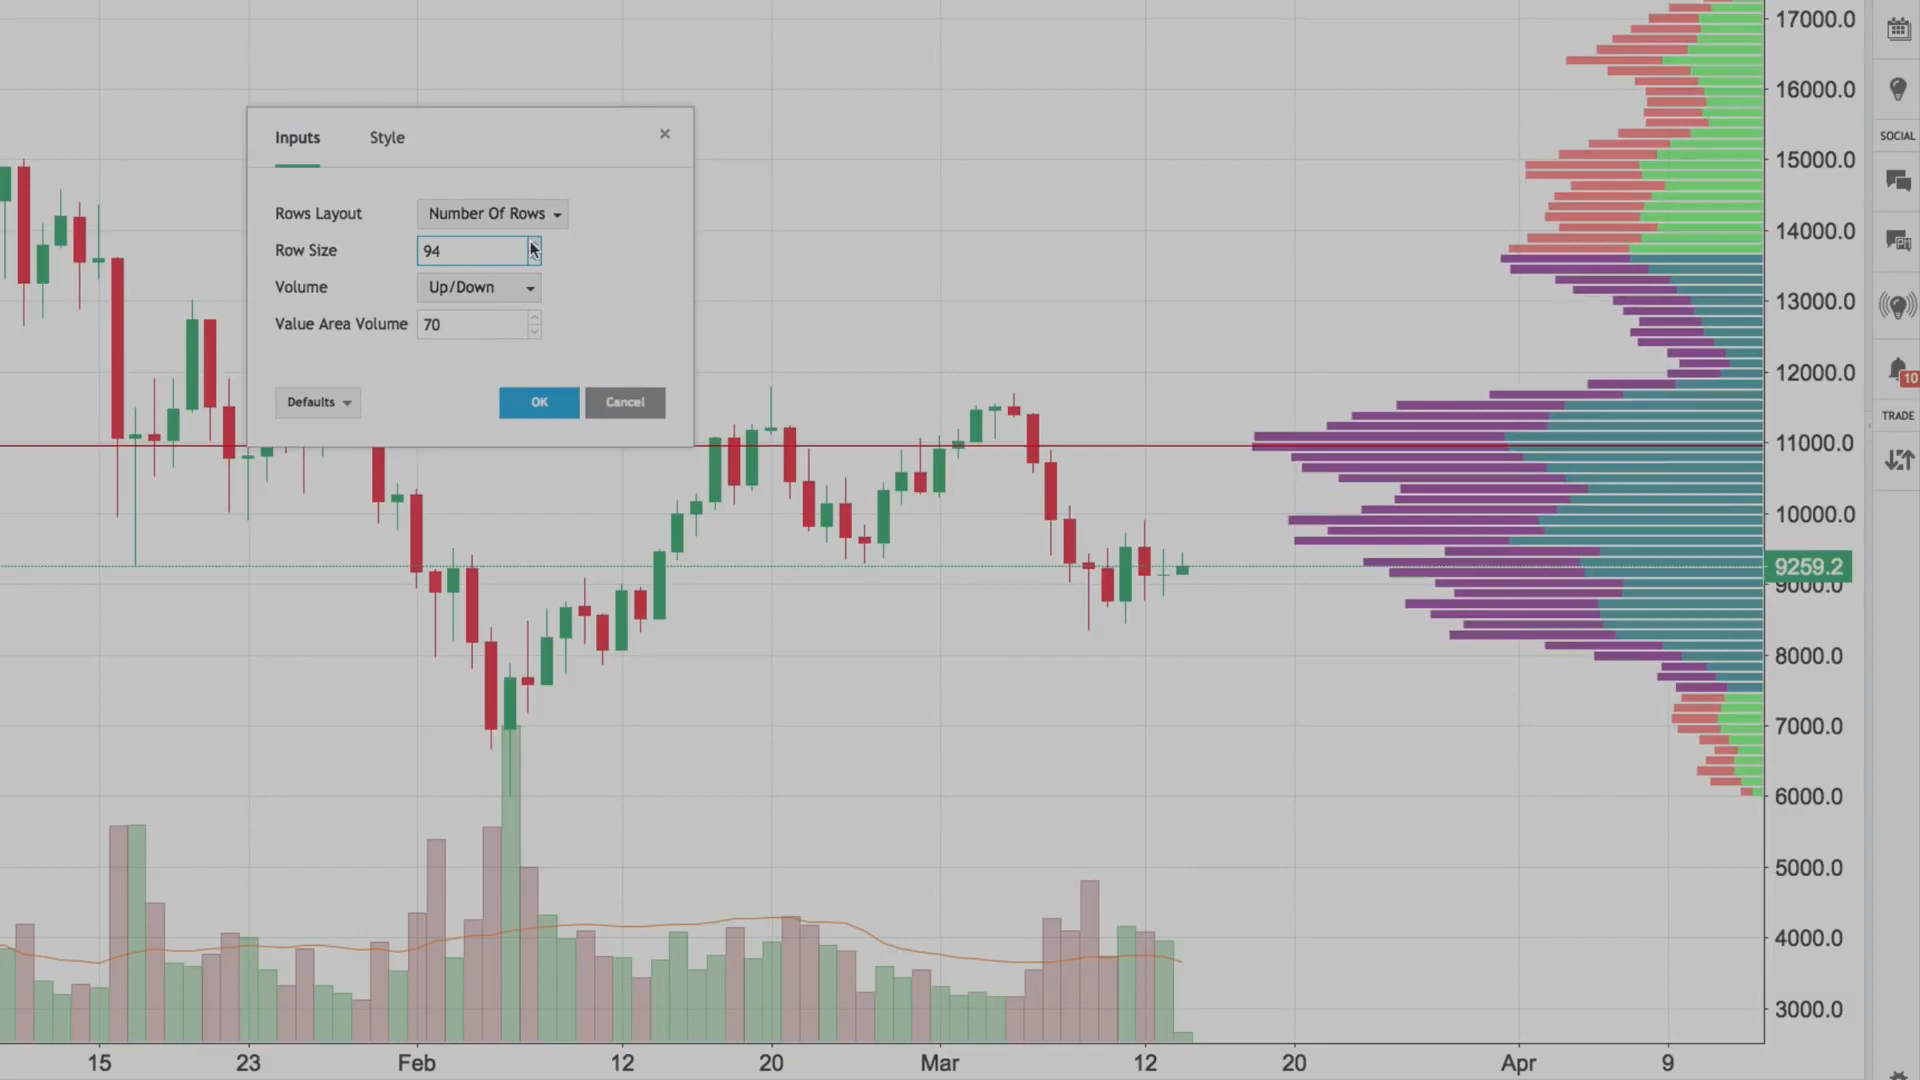 Inputs Style ×
Rows Layout Number Of Rows
Row Size 94
Volume Up/Down
Value Area Volume 70
Defaults OK Cancel
17000.0
16000.0
15000.0
14000.0
13000.0
12000.0
11000.0
10000.0
9259.2
9000.0
8000.0
7000.0
6000.0
5000.0
4000.0
3000.0
15 23 Feb 12 20 Mar 12 20 Apr 9
SOCIAL
10
TRADE